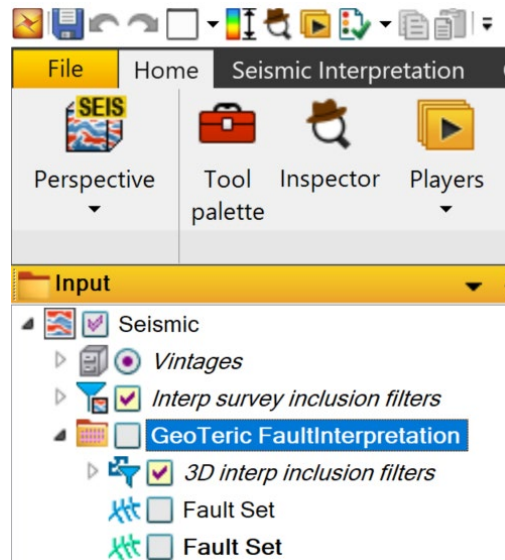 File Home Seismic Interpretation
SEIS
Perspective Tool palette Inspector Players
Input
Seismic
Vintages
Interp survey inclusion filters
GeoTeric FaultInterpretation
3D interp inclusion filters
Fault Set
Fault Set